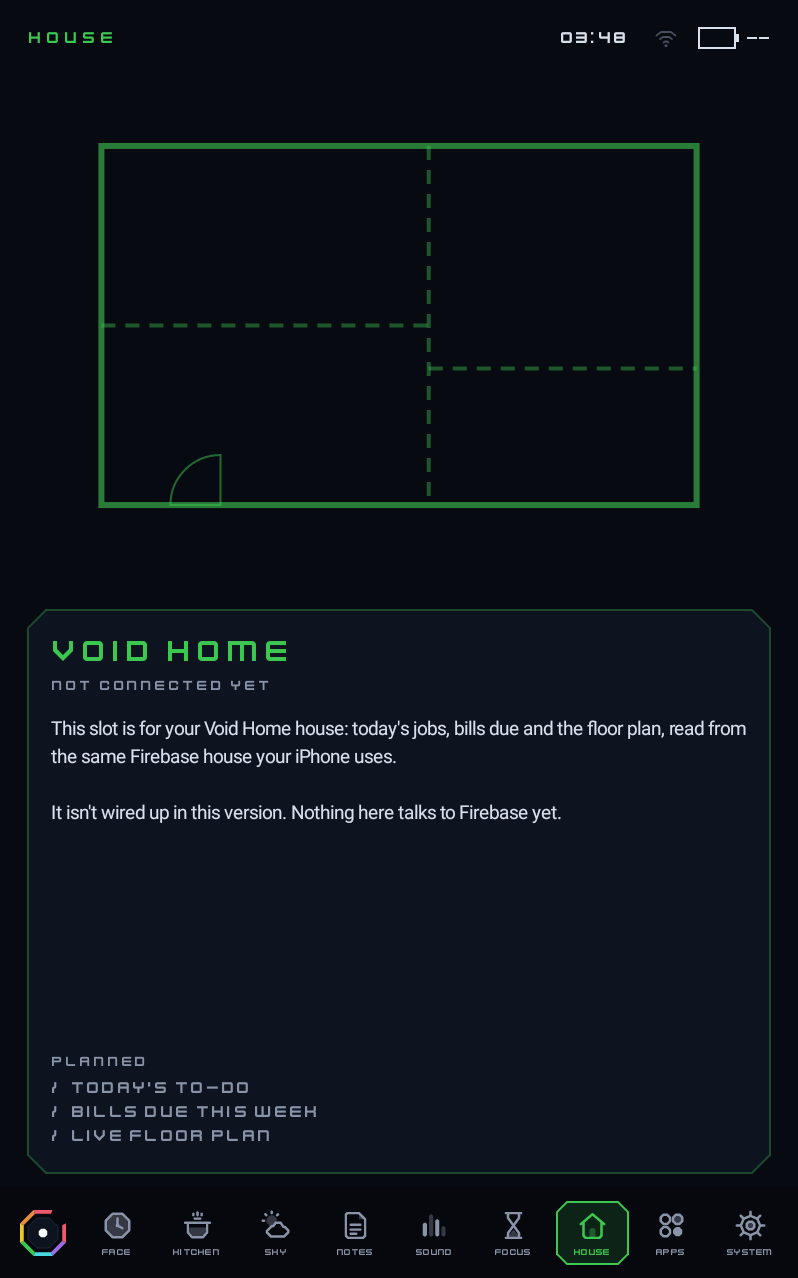 HOUSE
03:48
--
VOID HOME
NOT CONNECTED YET
This slot is for your Void Home house: today's jobs, bills due and the floor plan, read from
the same Firebase house your iPhone uses.
It isn't wired up in this version. Nothing here talks to Firebase yet.
PLANNED
/ TODAY'S TO-DO
/ BILLS DUE THIS WEEK
/ LIVE FLOOR PLAN
FACE KITCHEN SKY NOTES SOUND FOCUS HOUSE APPS SYSTEM